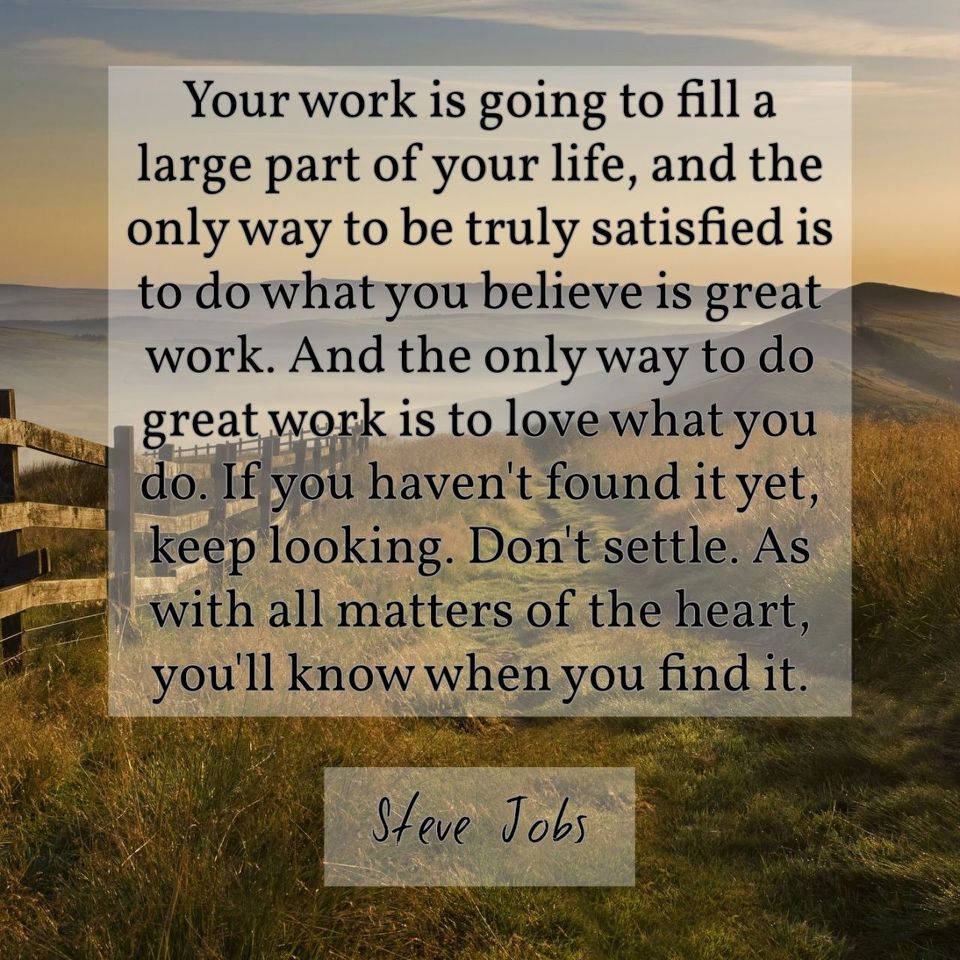 Your work is going to fill a
large part of your life, and the
only way to be truly satisfied is
to do what you believe is great
work. And the only way to do
great work is to love what you
do. If you haven't found it yet,
keep looking. Don't settle. As
with all matters of the heart,
you'll know when you find it.
Steve Jobs